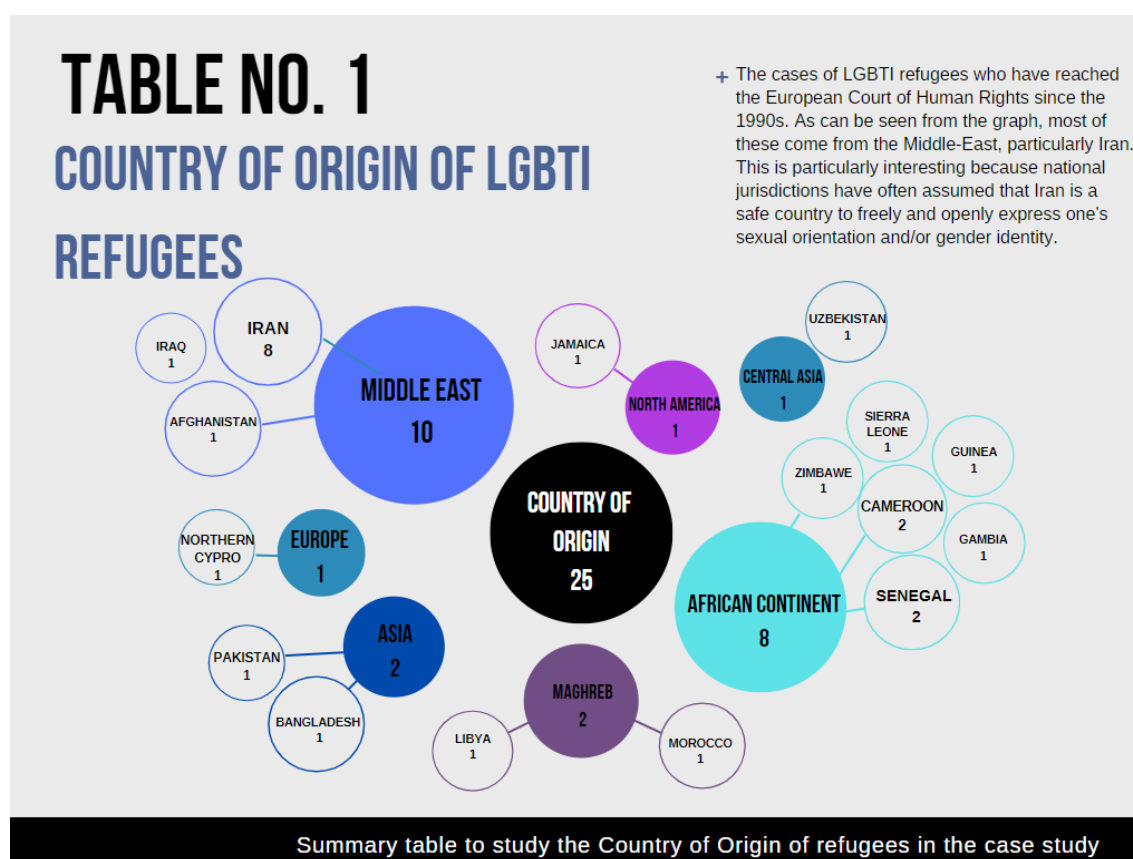 TABLE NO. 1
COUNTRY OF ORIGIN OF LGBTI
REFUGEES
+ The cases of LGBTI refugees who have reached
the European Court of Human Rights since the
1990s. As can be seen from the graph, most of
these come from the Middle-East, particularly Iran.
This is particularly interesting because national
jurisdictions have often assumed that Iran is a
safe country to freely and openly express one's
sexual orientation and/or gender identity.
IRAQ
1
IRAN
8
AFGHANISTAN
1
MIDDLE EAST
10
JAMAICA
1
NORTH AMERICA
1
UZBEKISTAN
1
CENTRAL ASIA
1
COUNTRY OF
ORIGIN
25
SIERRA
LEONE
1
ZIMBAWE
1
GUINEA
1
CAMEROON
2
GAMBIA
1
SENEGAL
2
AFRICAN CONTINENT
8
NORTHERN
CYPRO
1
EUROPE
1
ASIA
2
PAKISTAN
1
BANGLADESH
1
MAGHREB
2
LIBYA
1
MOROCCO
1
Summary table to study the Country of Origin of refugees in the case study